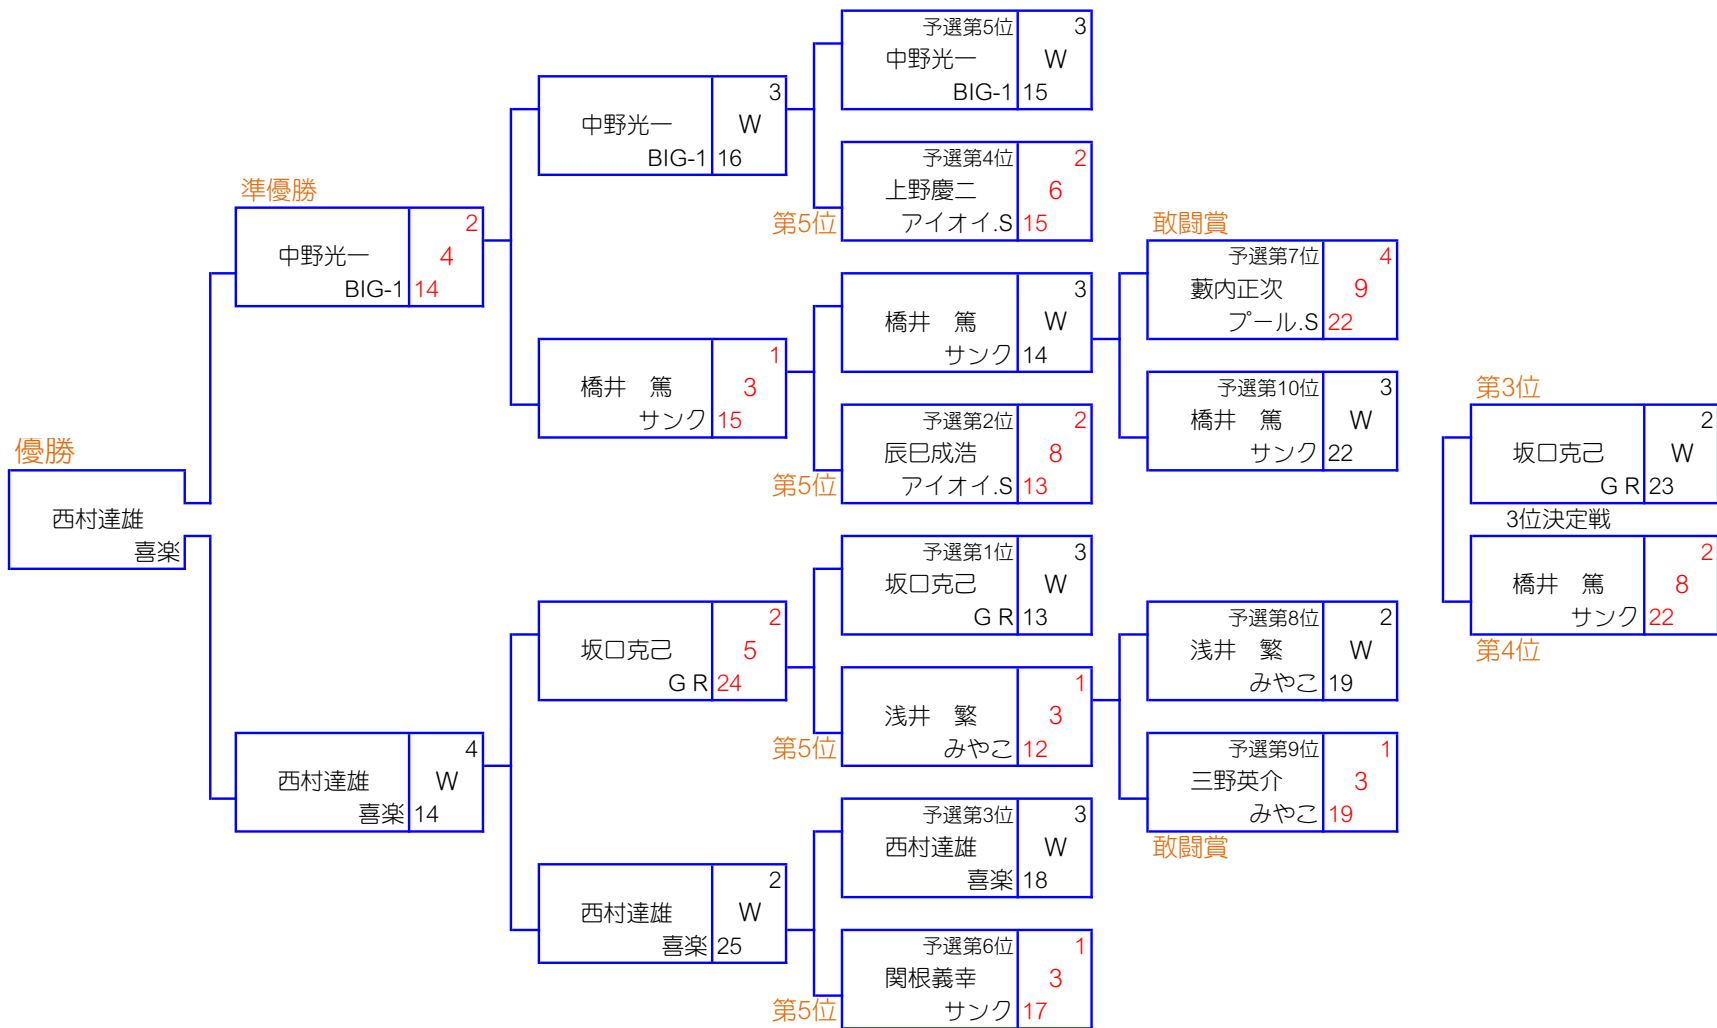 優勝
西村達雄
喜楽
準優勝
中野光一
BIG-1
2
4
14
西村達雄
喜楽
4
W
14
中野光一
BIG-1
3
W
16
橋井 篤
サンク
1
3
15
坂口克己
G R
2
5
24
西村達雄
喜楽
2
W
25
予選第5位
中野光一
BIG-1
3
W
15
予選第4位
上野慶二
アイオイ.S
2
6
15
第5位
橋井 篤
サンク
3
W
14
予選第2位
辰巳成浩
アイオイ.S
2
8
13
第5位
予選第1位
坂口克己
G R
3
W
13
浅井 繁
みやこ
1
3
12
第5位
予選第3位
西村達雄
喜楽
3
W
18
予選第6位
関根義幸
サンク
1
3
17
第5位
敢闘賞
予選第7位
藪内正次
プール.S
4
9
22
予選第10位
橋井 篤
サンク
3
W
22
予選第8位
浅井 繁
みやこ
2
W
19
予選第9位
三野英介
みやこ
1
3
19
敢闘賞
第3位
坂口克己
G R
2
W
23
3位決定戦
橋井 篤
サンク
2
8
22
第4位